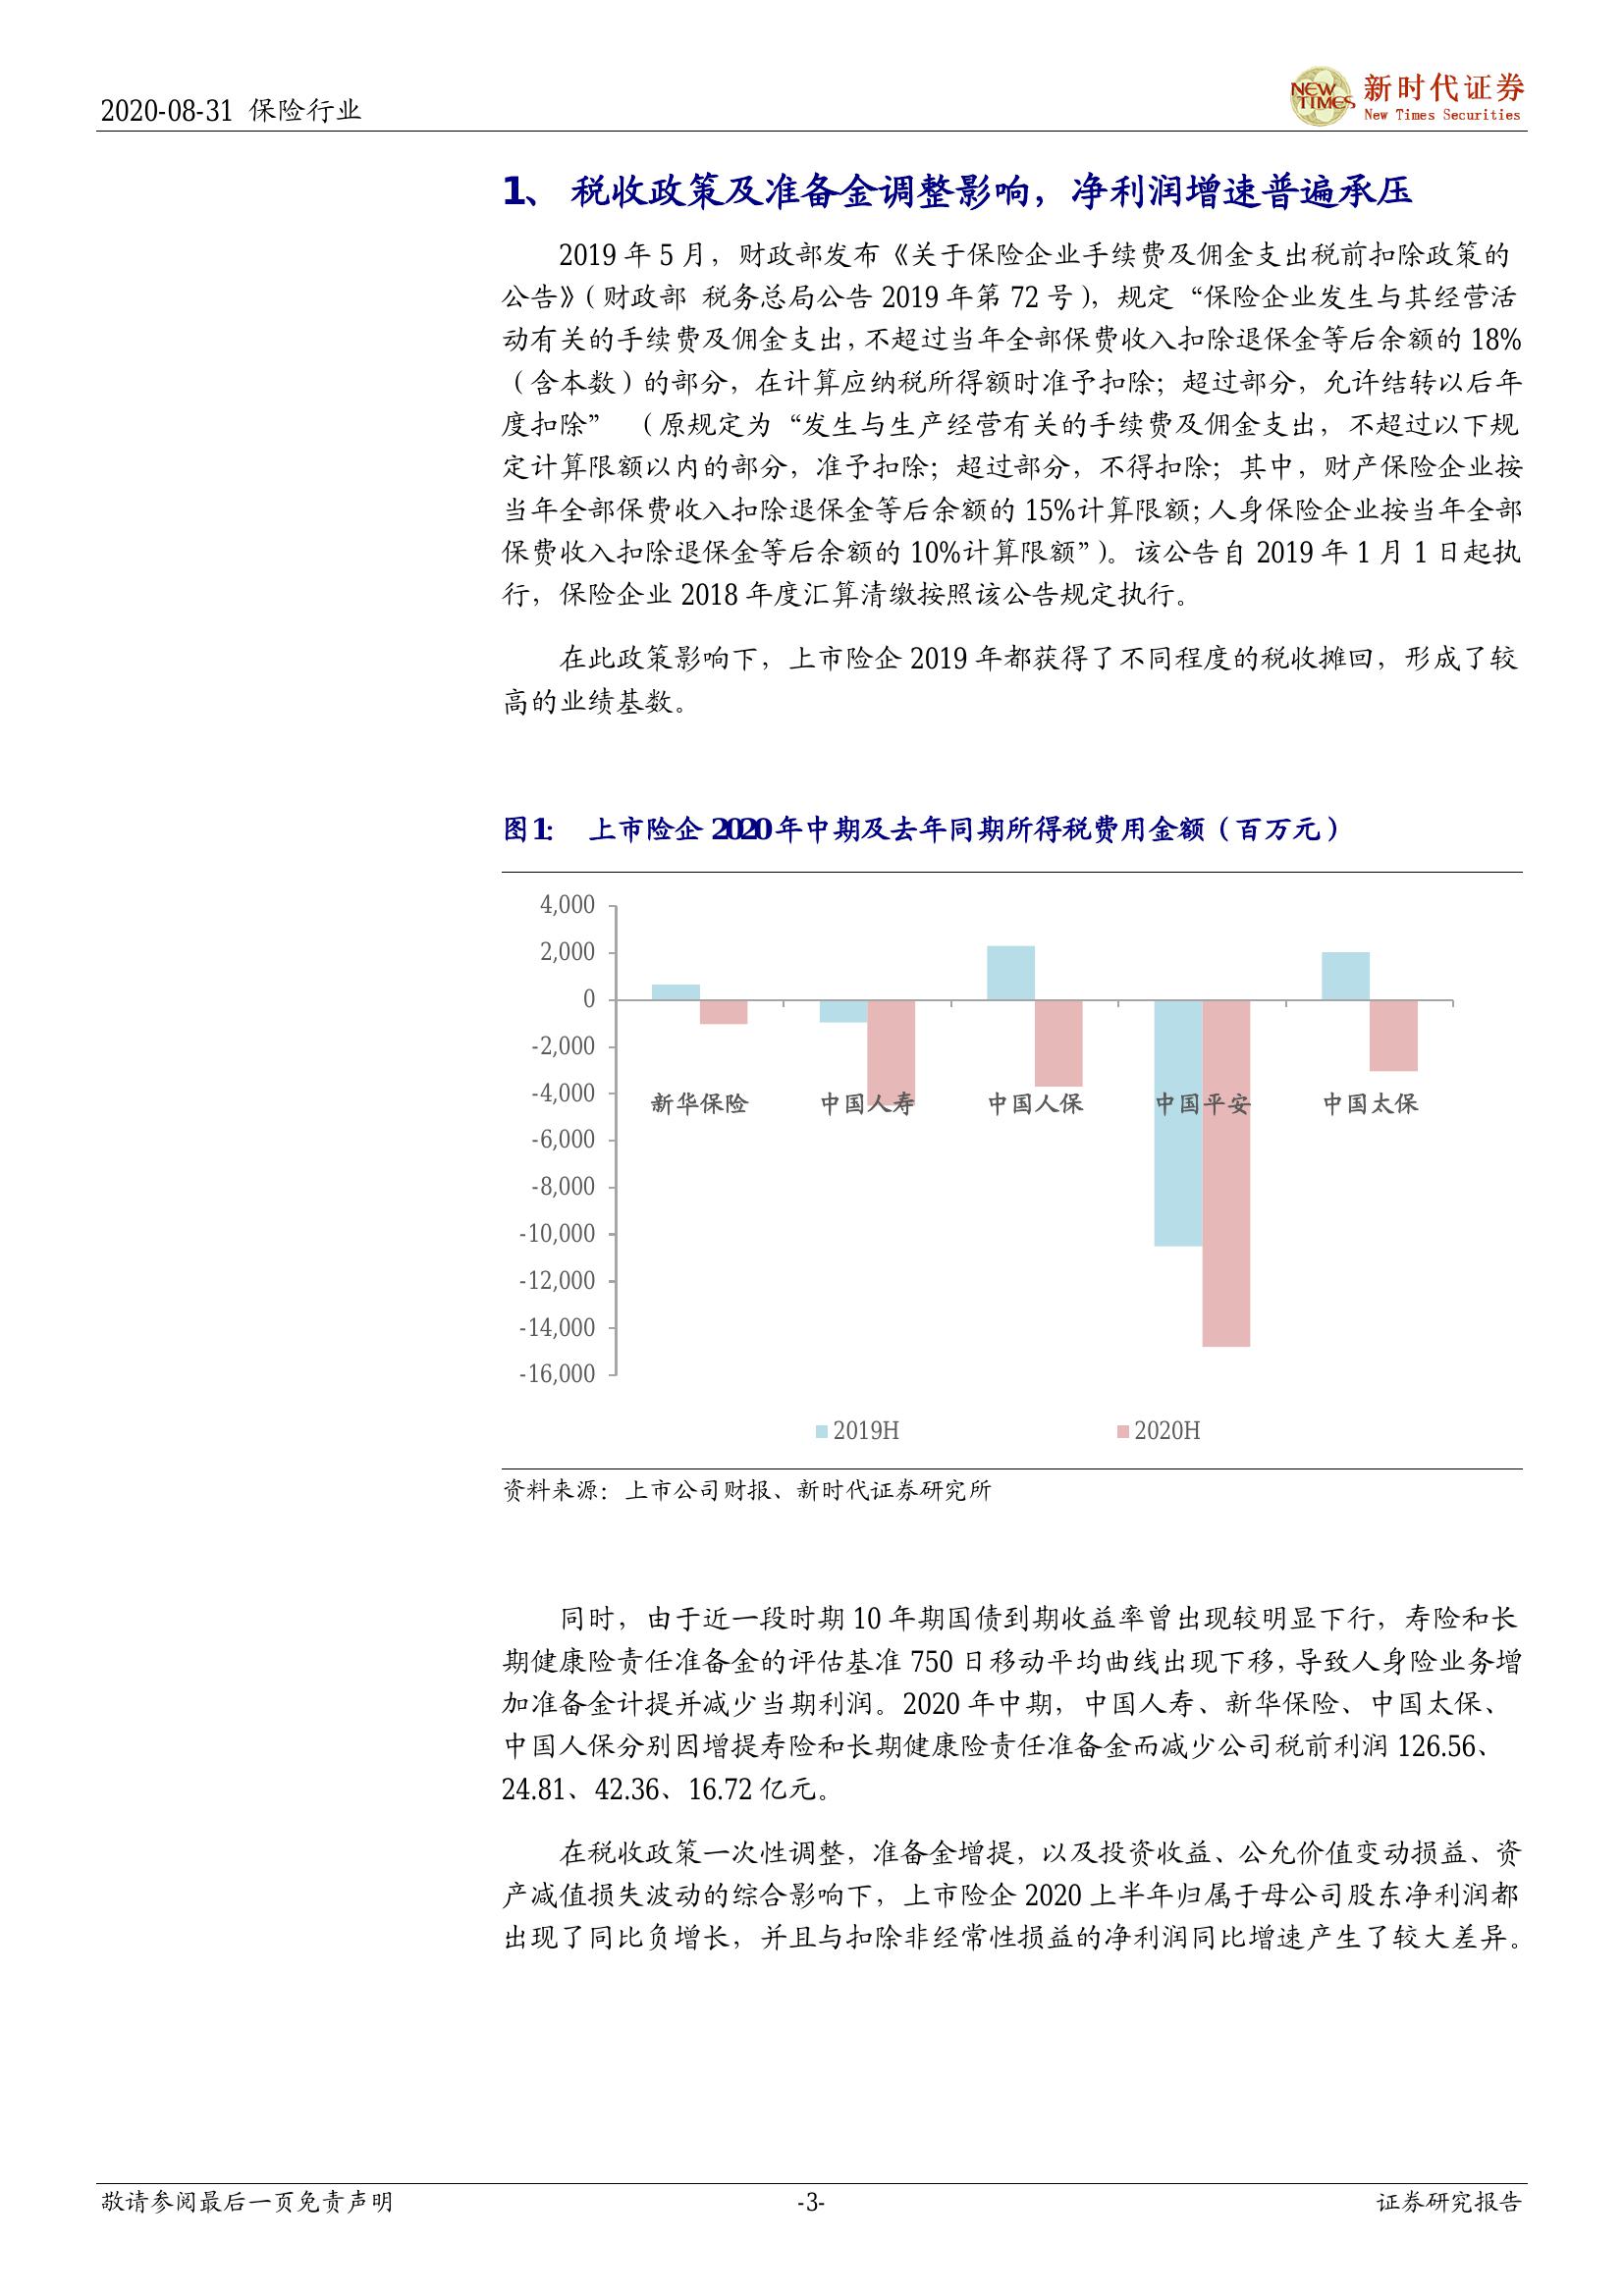 2020-08-31 保险行业
NEW TIMES
新时代证券
New Times Securities
1、 税收政策及准备金调整影响，净利润增速普遍承压
2019 年 5 月，财政部发布《关于保险企业手续费及佣金支出税前扣除政策的
公告》（财政部 税务总局公告 2019 年第 72 号），规定“保险企业发生与其经营活
动有关的手续费及佣金支出，不超过当年全部保费收入扣除退保金等后余额的 18%
（含本数）的部分，在计算应纳税所得额时准予扣除；超过部分，允许结转以后年
度扣除” （原规定为“发生与生产经营有关的手续费及佣金支出，不超过以下规
定计算限额以内的部分，准予扣除；超过部分，不得扣除；其中，财产保险企业按
当年全部保费收入扣除退保金等后余额的 15%计算限额；人身保险企业按当年全部
保费收入扣除退保金等后余额的 10%计算限额”）。该公告自 2019 年 1 月 1 日起执
行，保险企业 2018 年度汇算清缴按照该公告规定执行。
在此政策影响下，上市险企 2019 年都获得了不同程度的税收摊回，形成了较
高的业绩基数。
图1： 上市险企 2020 年中期及去年同期所得税费用金额（百万元）
4,000
2,000
0
-2,000
-4,000
-6,000
-8,000
-10,000
-12,000
-14,000
-16,000
新华保险 中国人寿 中国人保 中国平安 中国太保
2019H 2020H
资料来源：上市公司财报、新时代证券研究所
同时，由于近一段时期 10 年期国债到期收益率曾出现较明显下行，寿险和长
期健康险责任准备金的评估基准 750 日移动平均曲线出现下移，导致人身险业务增
加准备金计提并减少当期利润。2020 年中期，中国人寿、新华保险、中国太保、
中国人保分别因增提寿险和长期健康险责任准备金而减少公司税前利润 126.56、
24.81、42.36、16.72 亿元。
在税收政策一次性调整，准备金增提，以及投资收益、公允价值变动损益、资
产减值损失波动的综合影响下，上市险企 2020 上半年归属于母公司股东净利润都
出现了同比负增长，并且与扣除非经常性损益的净利润同比增速产生了较大差异。
敬请参阅最后一页免责声明 -3- 证券研究报告